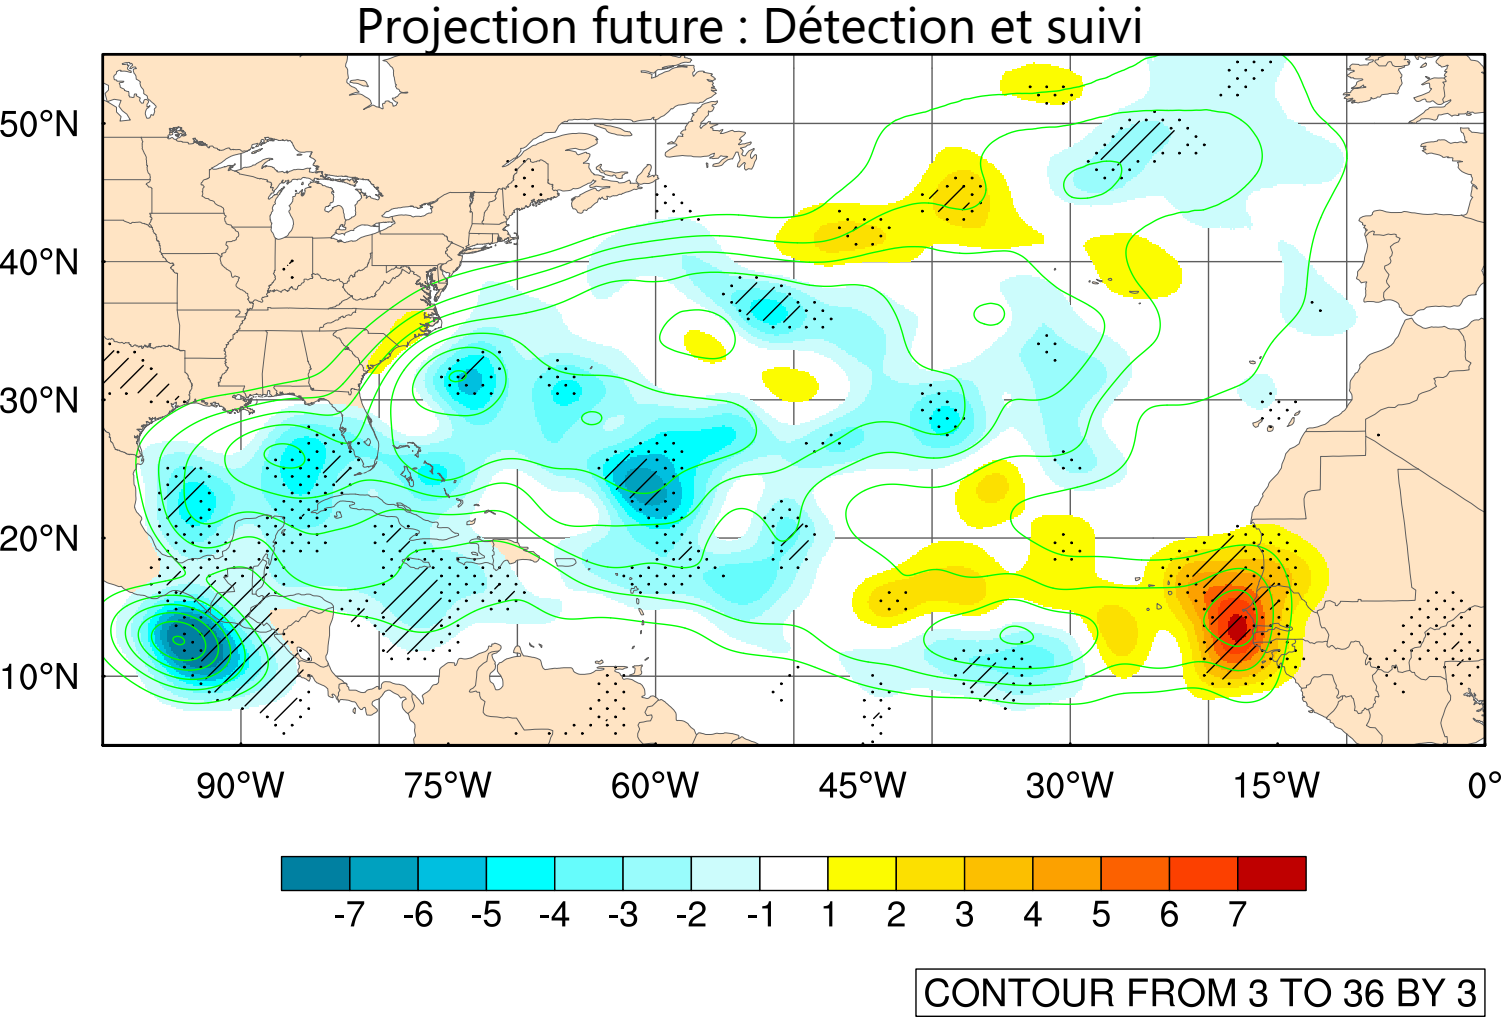 Projection future : Détection et suivi
50°N
40°N
30°N
20°N
10°N
90°W 75°W 60°W 45°W 30°W 15°W 0°
-7 -6 -5 -4 -3 -2 -1 1 2 3 4 5 6 7
CONTOUR FROM 3 TO 36 BY 3